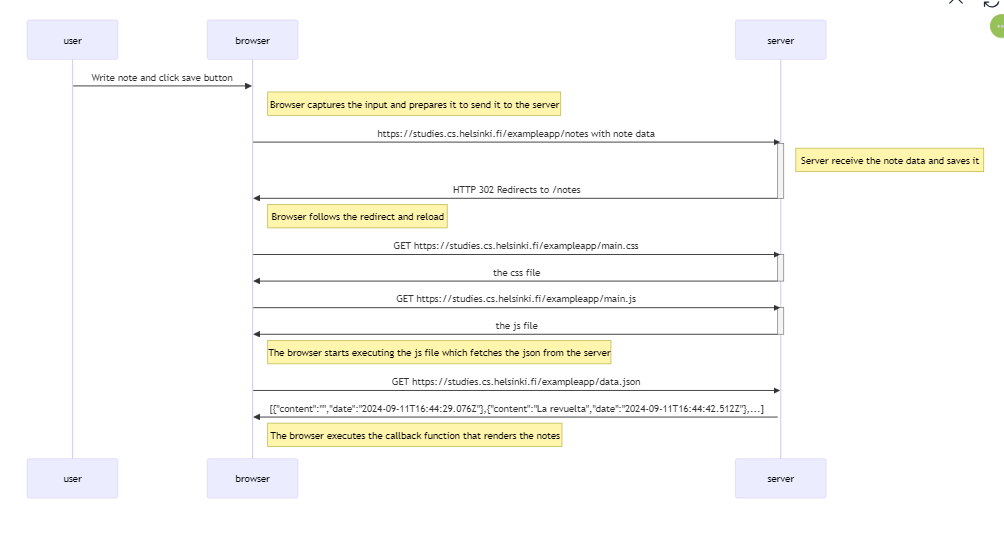 user
browser
server
Write note and click save button
Browser captures the input and prepares it to send it to the server
https://studies.cs.helsinki.fi/exampleapp/notes with note data
Server receive the note data and saves it
HTTP 302 Redirects to /notes
Browser follows the redirect and reload
GET https://studies.cs.helsinki.fi/exampleapp/main.css
the css file
GET https://studies.cs.helsinki.fi/exampleapp/main.js
the js file
The browser starts executing the js file which fetches the json from the server
GET https://studies.cs.helsinki.fi/exampleapp/data.json
[{"content":"","date":"2024-09-11T16:44:29.076Z"},{"content":"La revuelta","date":"2024-09-11T16:44:42.512Z"},...]
The browser executes the callback function that renders the notes
user
browser
server